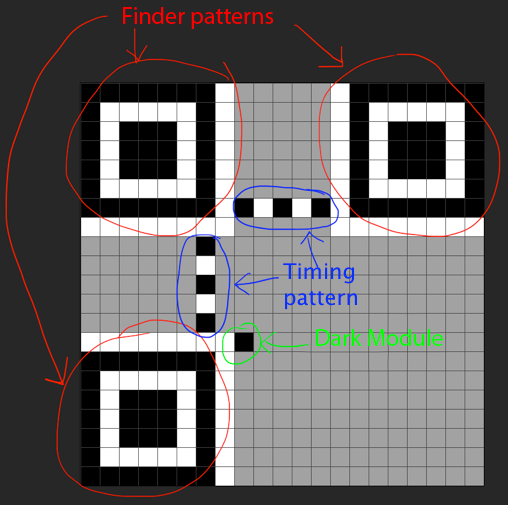 Finder patterns
Timing
pattern
Dark Module